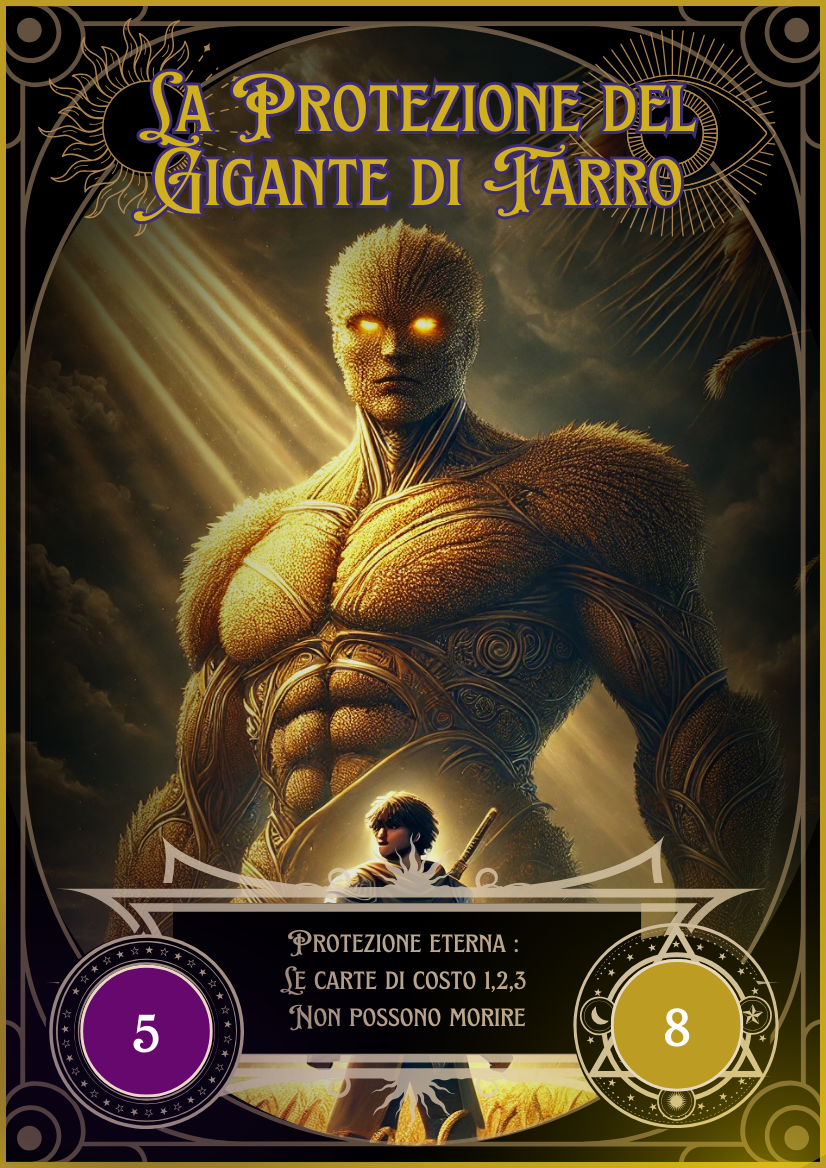 La Protezione del
Gigante di Farro
Protezione eterna :
Le carte di costo 1,2,3
Non possono morire
5
8